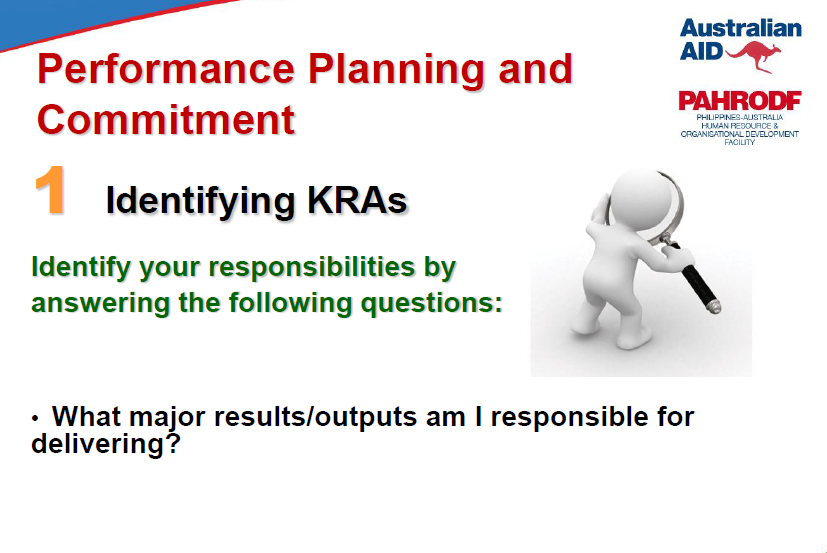 Performance Planning and
Commitment
Australian
AID
PAHRODF
PHILIPPINES-AUSTRALIA
HUMAN RESOURCE &
ORGANISATIONAL DEVELOPMENT
FACILITY
1 Identifying KRAs
Identify your responsibilities by
answering the following questions:
• What major results/outputs am I responsible for
delivering?